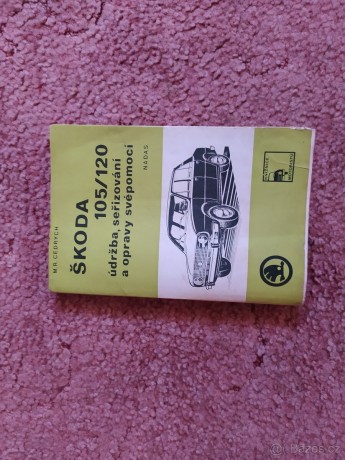 M.R. CEDRYCH
ŠKODA
105/120
údržba, seřizování
a opravy svépomocí
NADAS